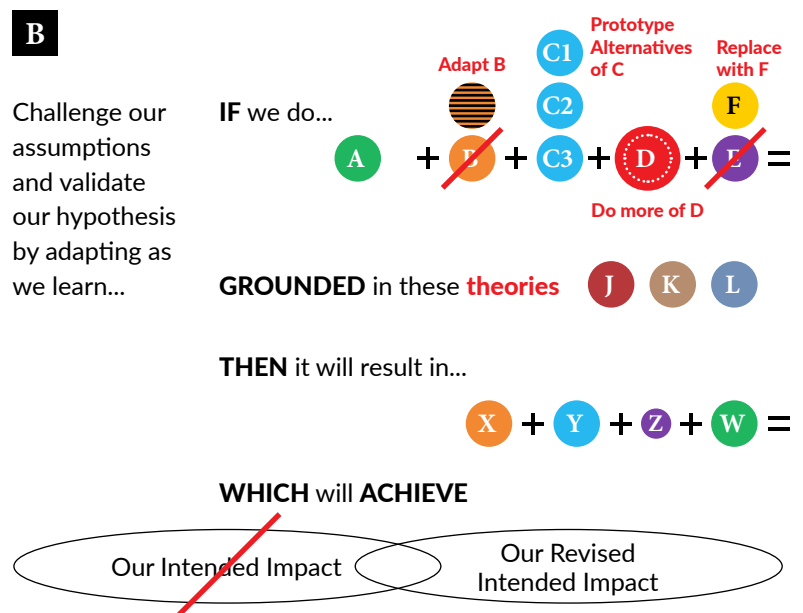 B
Challenge our
assumptions
and validate
our hypothesis
by adapting as
we learn...
IF we do...
Adapt B
Prototype
Alternatives
of C
Replace
with F
C1
C2
F
A + B + C3 + D + E =
Do more of D
GROUNDED in these theories J K L
THEN it will result in...
X + Y + Z + W =
WHICH will ACHIEVE
Our Intended Impact
Our Revised
Intended Impact